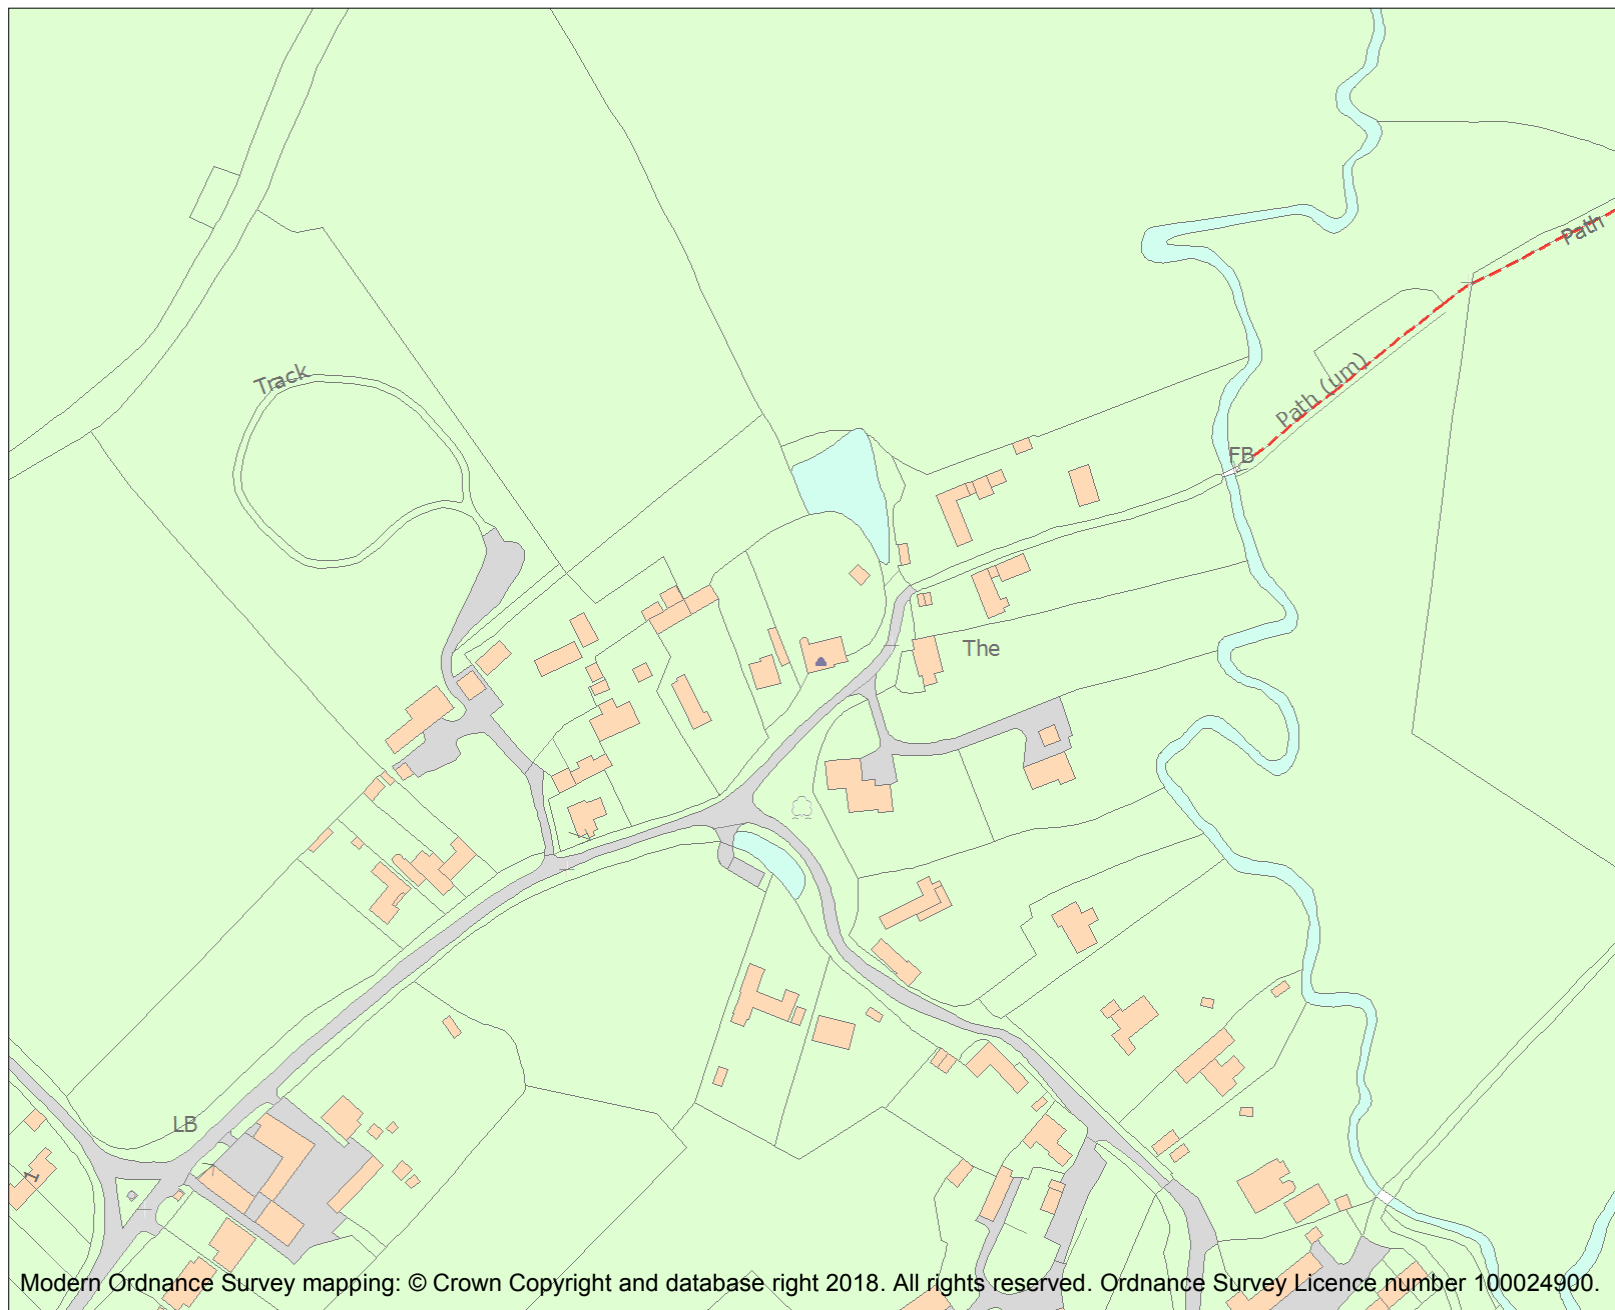 Path
Track
Path (um)
FB
The
LB
1
Modern Ordnance Survey mapping: © Crown Copyright and database right 2018. All rights reserved. Ordnance Survey Licence number 100024900.